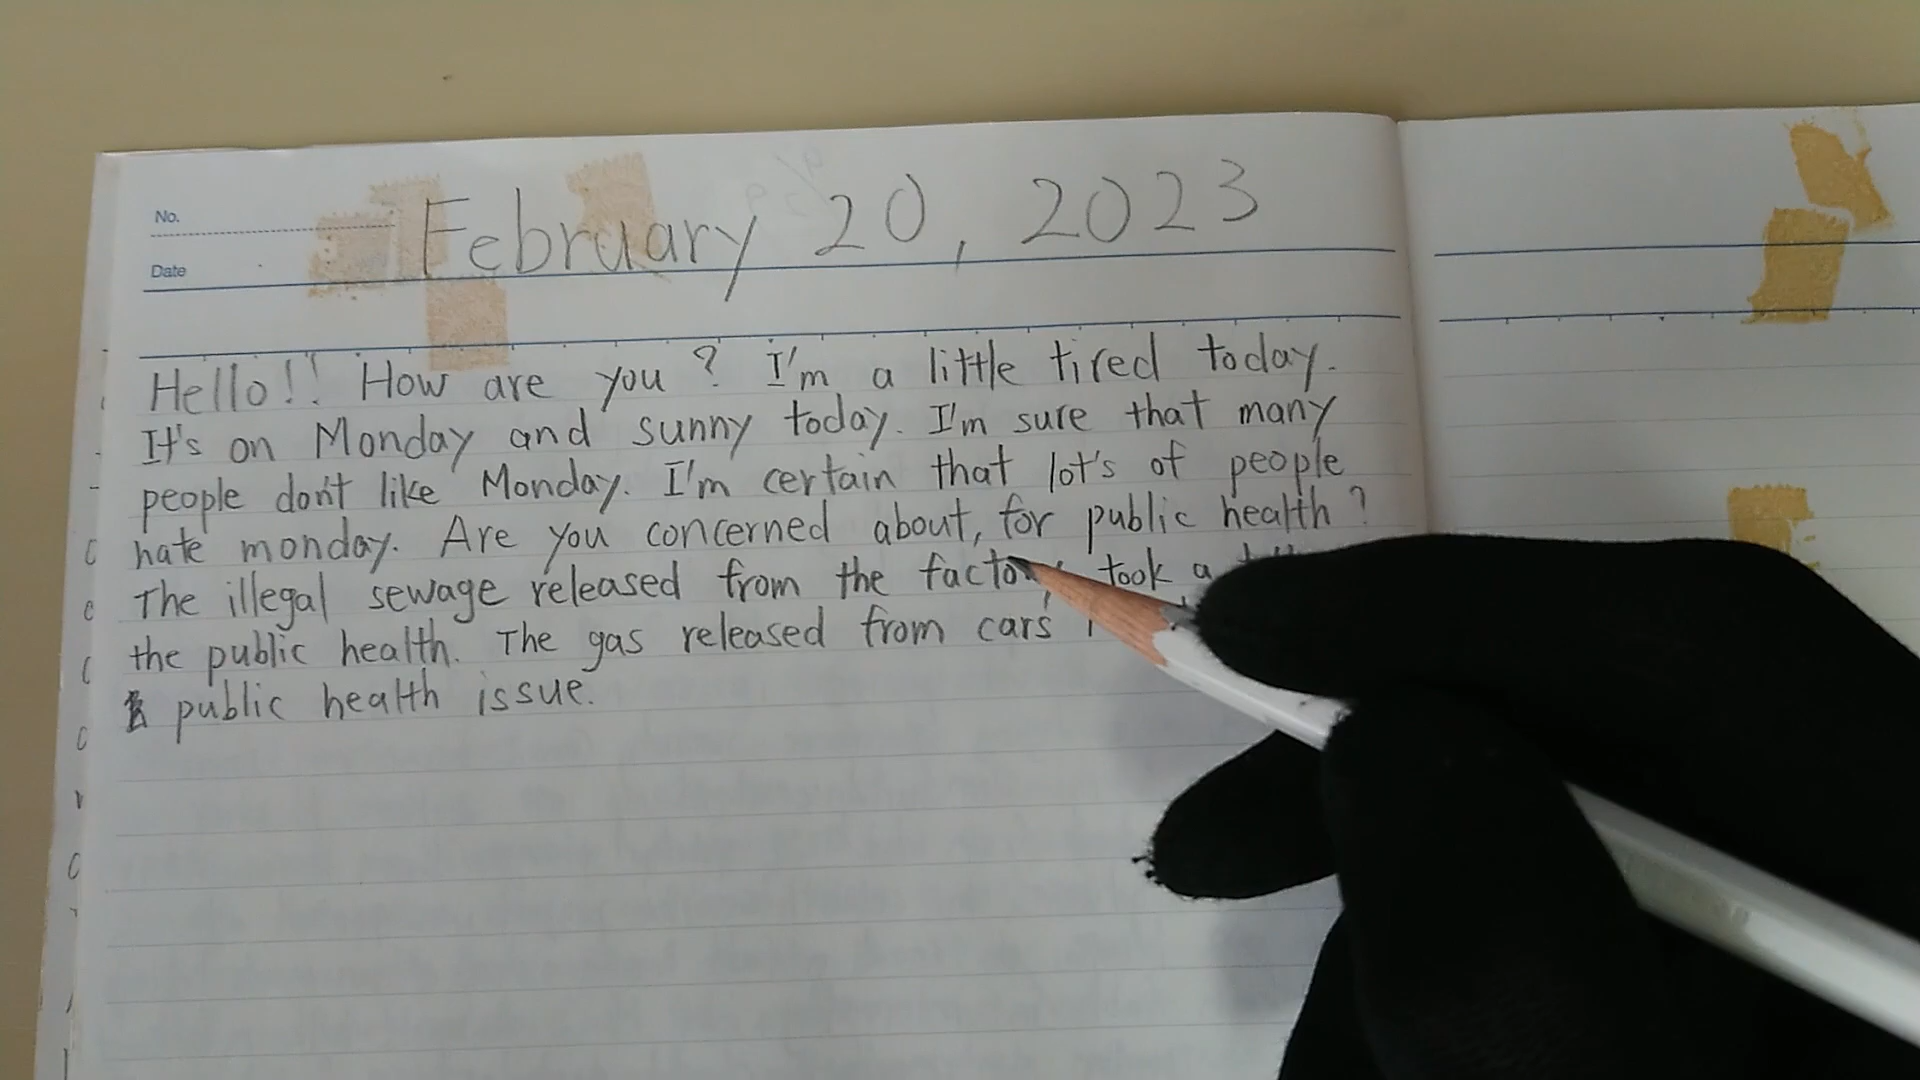 No.
Date
February 20, 2023
Hello!! How are you? I'm a little tired today.
It's on Monday and sunny today. I'm sure that many
people don't like Monday. I'm certain that lot's of people
hate monday. Are you concerned about, for public health?
The illegal sewage released from the factory took a
the public health. The gas released from cars
public health issue.